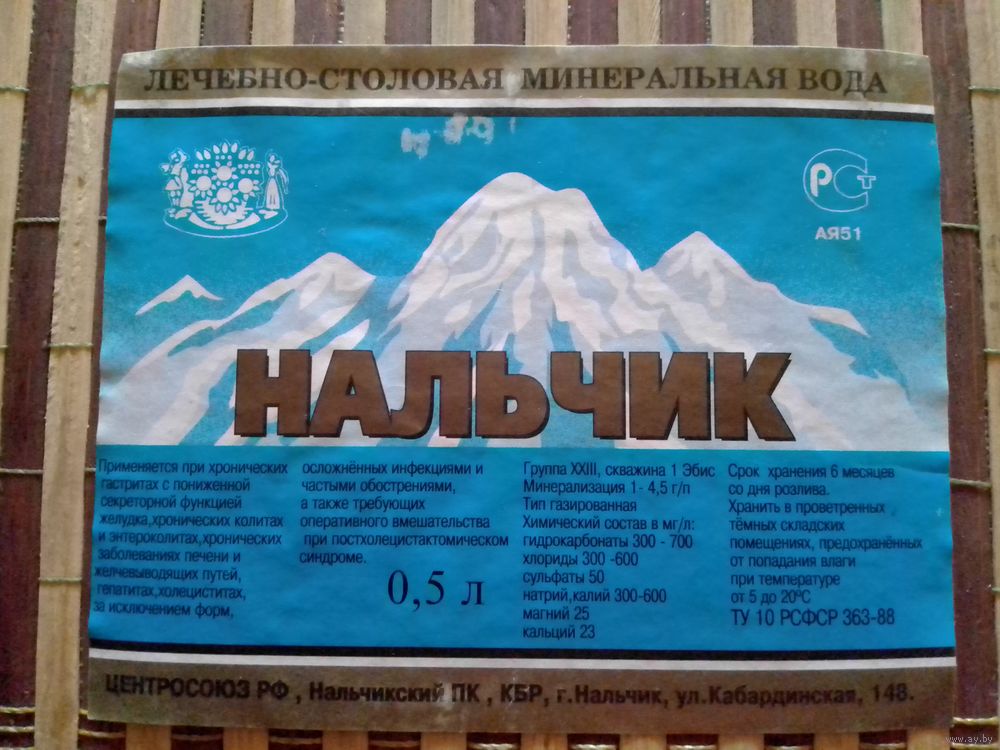 ЛЕЧЕБНО-СТОЛОВАЯ МИНЕРАЛЬНАЯ ВОДА
РСТ
АЯ51
НАЛЬЧИК
Применяется при хронических
гастритах с пониженной
секреторной функцией
желудка,хронических колитах
и энтероколитах,хронических
заболеваниях печени и
желчевыводящих путей,
гепатитах,холециститах,
за исключением форм,
осложнённых инфекциями и
частыми обострениями,
а также требующих
оперативного вмешательства
при постхолецистактомическом
синдроме.
0,5 л
Группа XXIII, скважина 1 Эбис
Минерализация 1- 4,5 г/л
Тип газированная
Химический состав в мг/л:
гидрокарбонаты 300 - 700
хлориды 300 -600
сульфаты 50
натрий,калий 300-600
магний 25
кальций 23
Срок хранения 6 месяцев
со дня розлива.
Хранить в проветренных
тёмных складских
помещениях, предохранённых
от попадания влаги
при температуре
от 5 до 20ºС
ТУ 10 РСФСР 363-88
ЦЕНТРОСОЮЗ РФ , Нальчикский ПК , КБР, г.Нальчик, ул.Кабардинская, 148.
www.ay.by